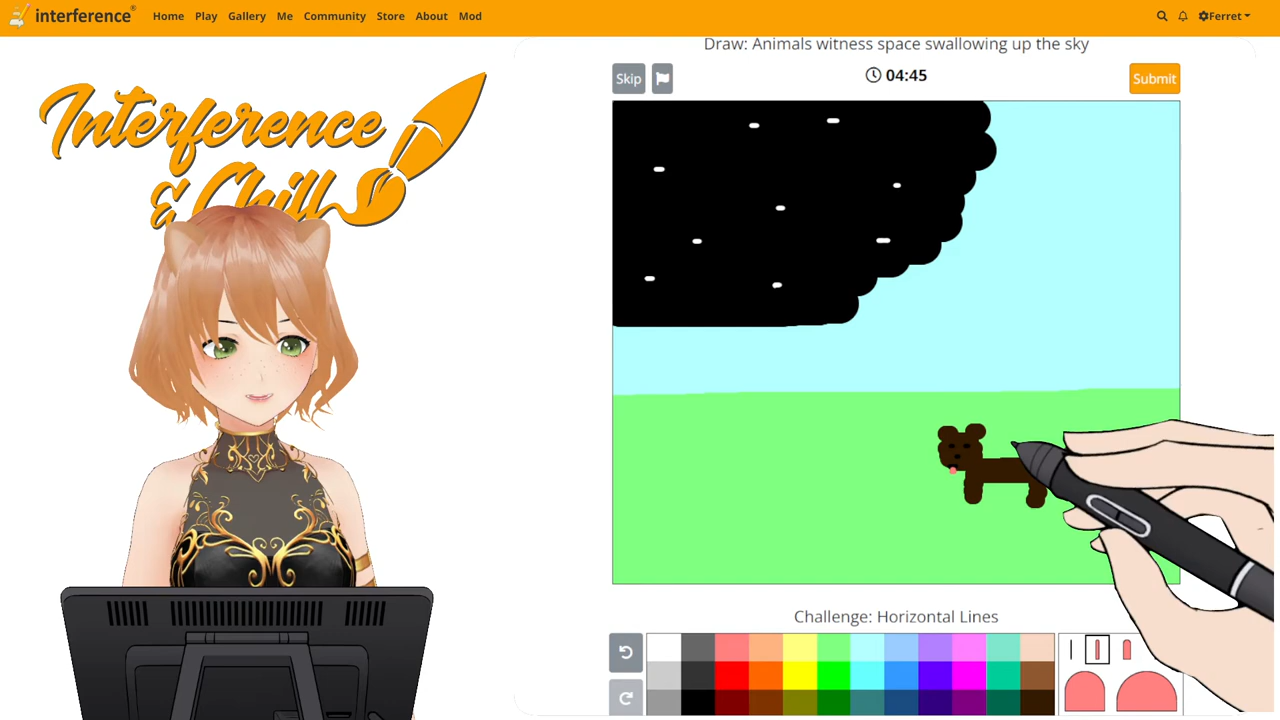 interference®
Home Play Gallery Me Community Store About Mod
Ferret
Draw: Animals witness space swallowing up the sky
Skip
04:45
Submit
Interference
& Chill
Challenge: Horizontal Lines